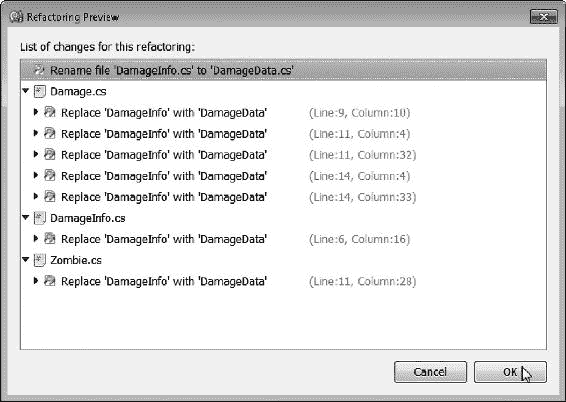 Refactoring Preview
List of changes for this refactoring:
Rename file 'DamageInfo.cs' to 'DamageData.cs'
Damage.cs
Replace 'DamageInfo' with 'DamageData' (Line:9, Column:10)
Replace 'DamageInfo' with 'DamageData' (Line:11, Column:4)
Replace 'DamageInfo' with 'DamageData' (Line:11, Column:32)
Replace 'DamageInfo' with 'DamageData' (Line:14, Column:4)
Replace 'DamageInfo' with 'DamageData' (Line:14, Column:33)
DamageInfo.cs
Replace 'DamageInfo' with 'DamageData' (Line:6, Column:16)
Zombie.cs
Replace 'DamageInfo' with 'DamageData' (Line:11, Column:28)
Cancel OK